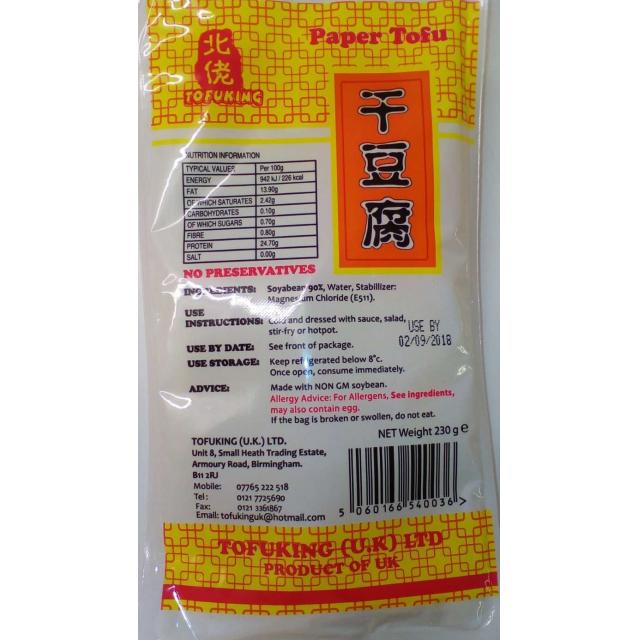 北佬
TOFUKING
Paper Tofu
干豆腐
NUTRITION INFORMATION
TYPICAL VALUES Per 100g
ENERGY 942 kJ / 226 kcal
FAT 13.90g
OF WHICH SATURATES 2.42g
CARBOHYDRATES 0.10g
OF WHICH SUGARS 0.70g
FIBRE 0.80g
PROTEIN 24.70g
SALT 0.00g
NO PRESERVATIVES
INGREDIENTS: Soyabean 90%, Water, Stabillizer:
Magnesium Chloride (E511).
USE
INSTRUCTIONS: Cold and dressed with sauce, salad,
stir-fry or hotpot.
USE BY
02/09/2018
USE BY DATE: See front of package.
USE STORAGE: Keep refrigerated below 8°c.
Once open, consume immediately.
ADVICE: Made with NON GM soybean.
Allergy Advice: For Allergens, See ingredients,
may also contain egg.
If the bag is broken or swollen, do not eat.
NET Weight 230 g e
TOFUKING (U.K.) LTD.
Unit 8, Small Heath Trading Estate,
Armoury Road, Birmingham.
B11 2RJ
Mobile: 07765 222 518
Tel: 0121 7725690
Fax: 0121 3361867
Email: tofukinguk@hotmail.com
5 060166 540036 >
TOFUKING (U.K) LTD
PRODUCT OF UK